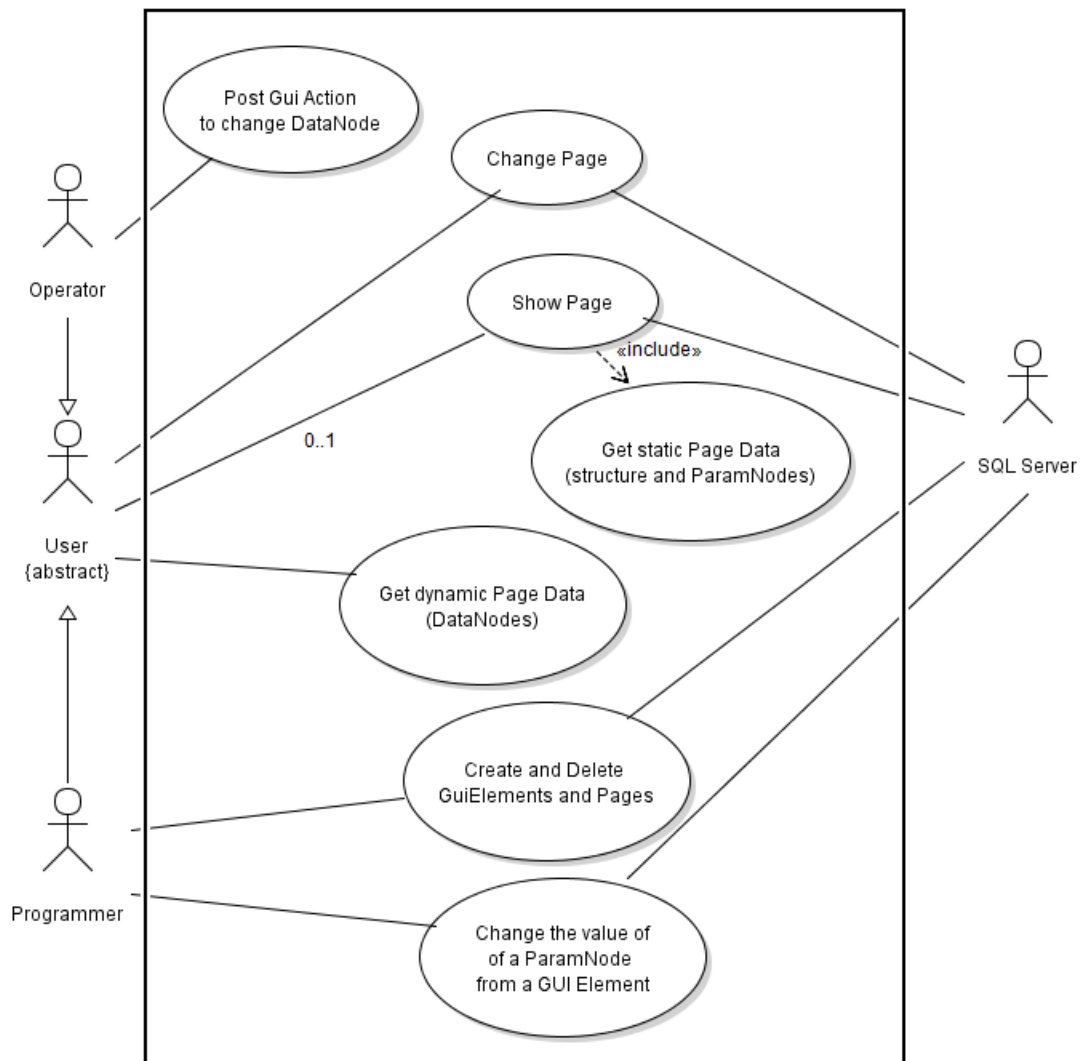 Post Gui Action
to change DataNode
Change Page
Operator
Show Page
«include»
0..1
Get static Page Data
(structure and ParamNodes)
SQL Server
User
{abstract}
Get dynamic Page Data
(DataNodes)
Create and Delete
GuiElements and Pages
Programmer
Change the value of
of a ParamNode
from a GUI Element